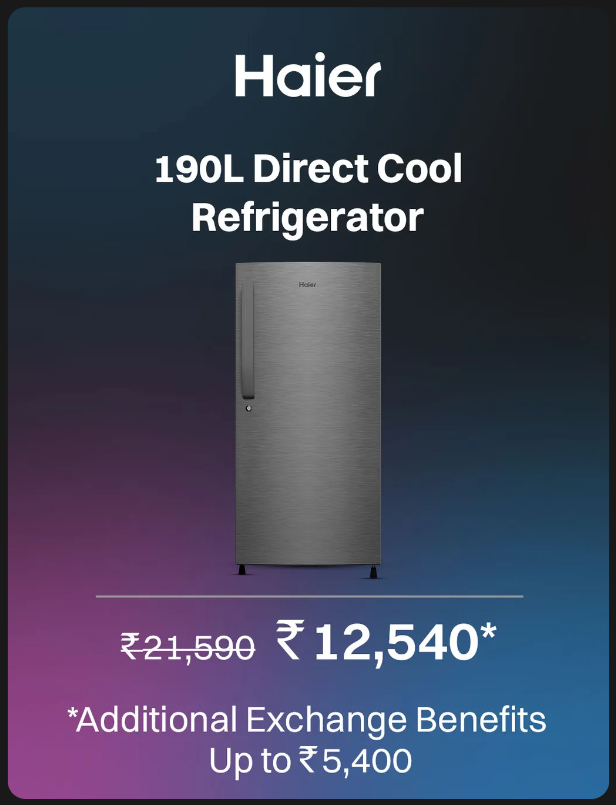 Haier
190L Direct Cool
Refrigerator
Haier
₹21,590 ₹12,540*
*Additional Exchange Benefits
Up to ₹5,400